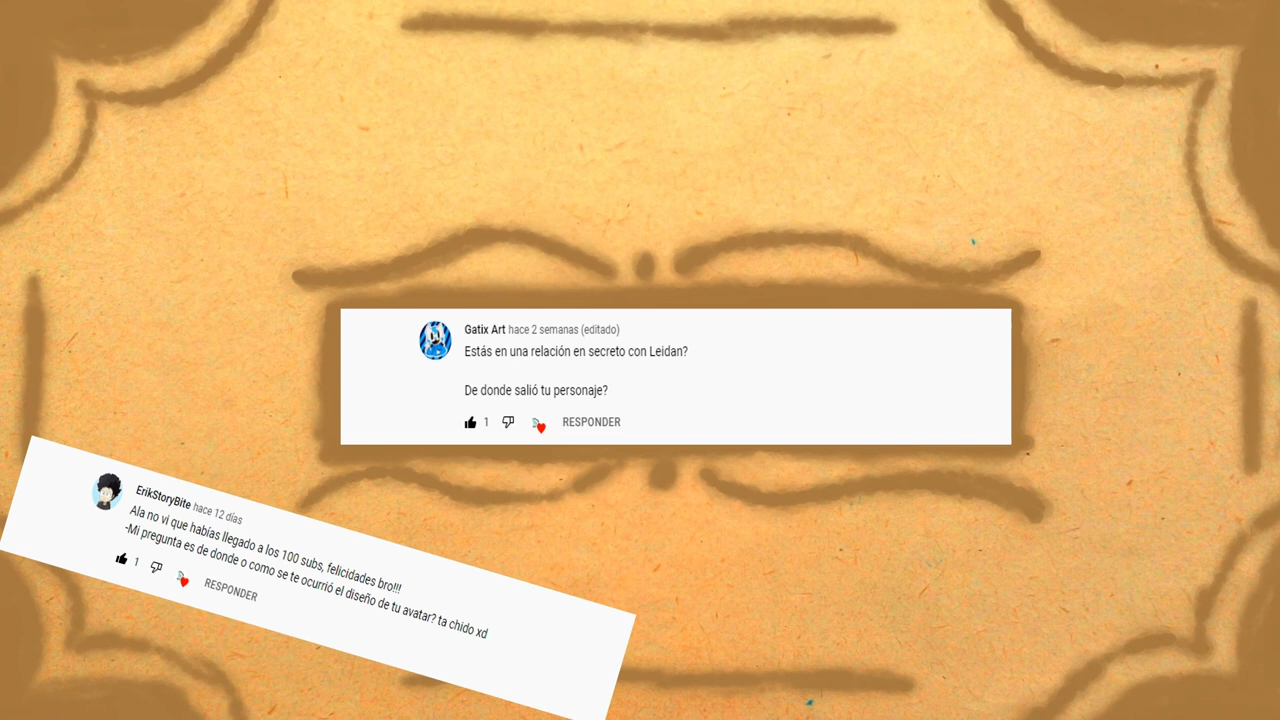 Gatix Art hace 2 semanas (editado)
Estás en una relación en secreto con Leidan?
De donde salió tu personaje?
1 RESPONDER
ErikStoryBite hace 12 días
Ala no vi que habías llegado a los 100 subs, felicidades bro!!!
-Mi pregunta es de donde o como se te ocurrió el diseño de tu avatar? ta chido xd
1 RESPONDER